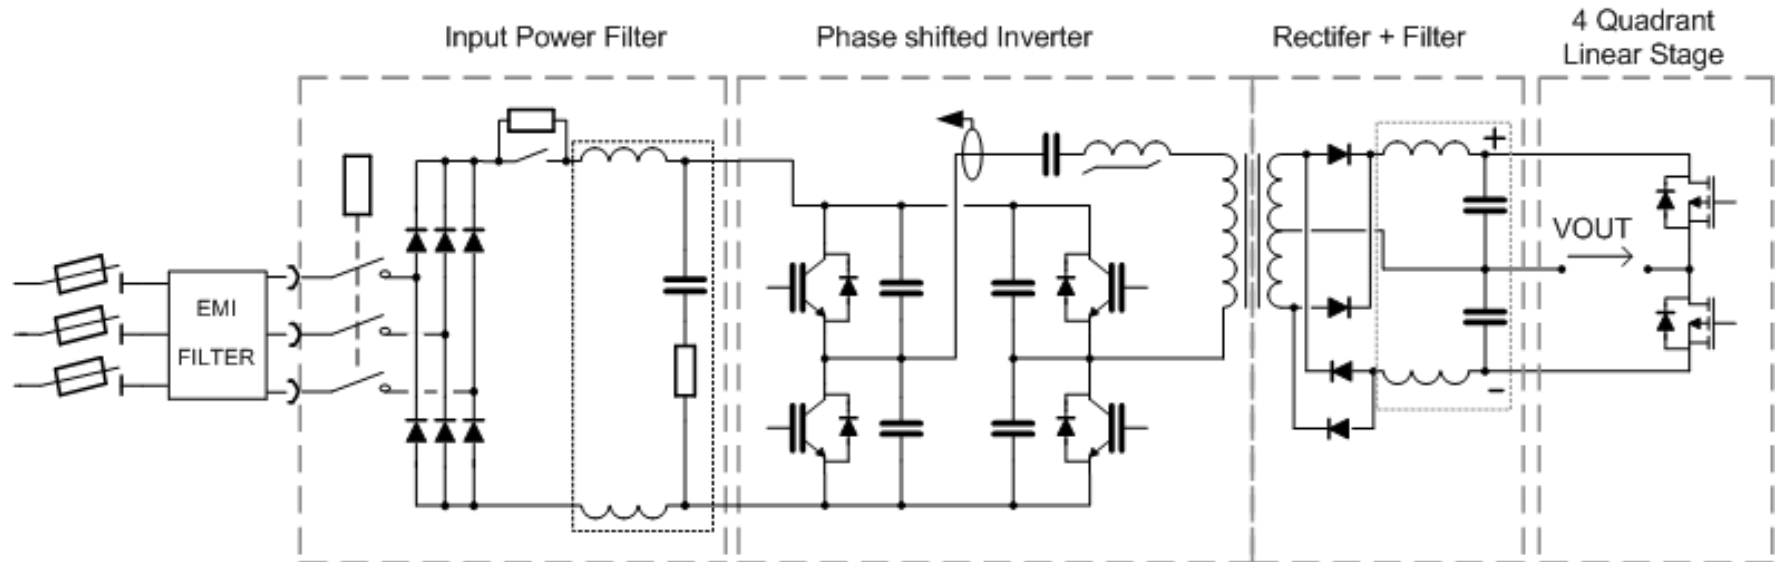 Input Power Filter
Phase shifted Inverter
Rectifer + Filter
4 Quadrant
Linear Stage
+
VOUT
EMI
FILTER
-